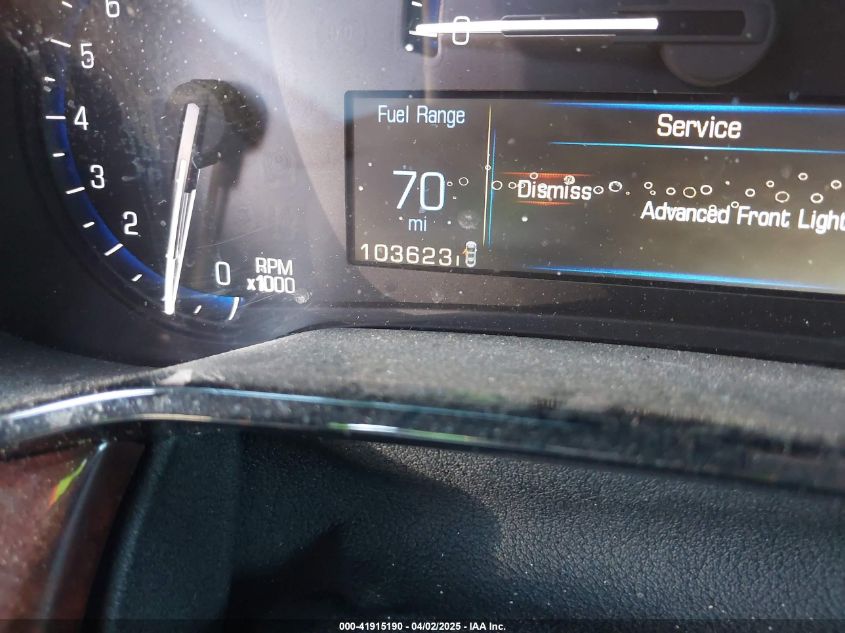 6
5
4
3
2
0
RPM
x1000
0
Fuel Range
70
mi
103623
Service
Dismiss
Advanced Front Light
000-41915190 - 04/02/2025 - IAA Inc.